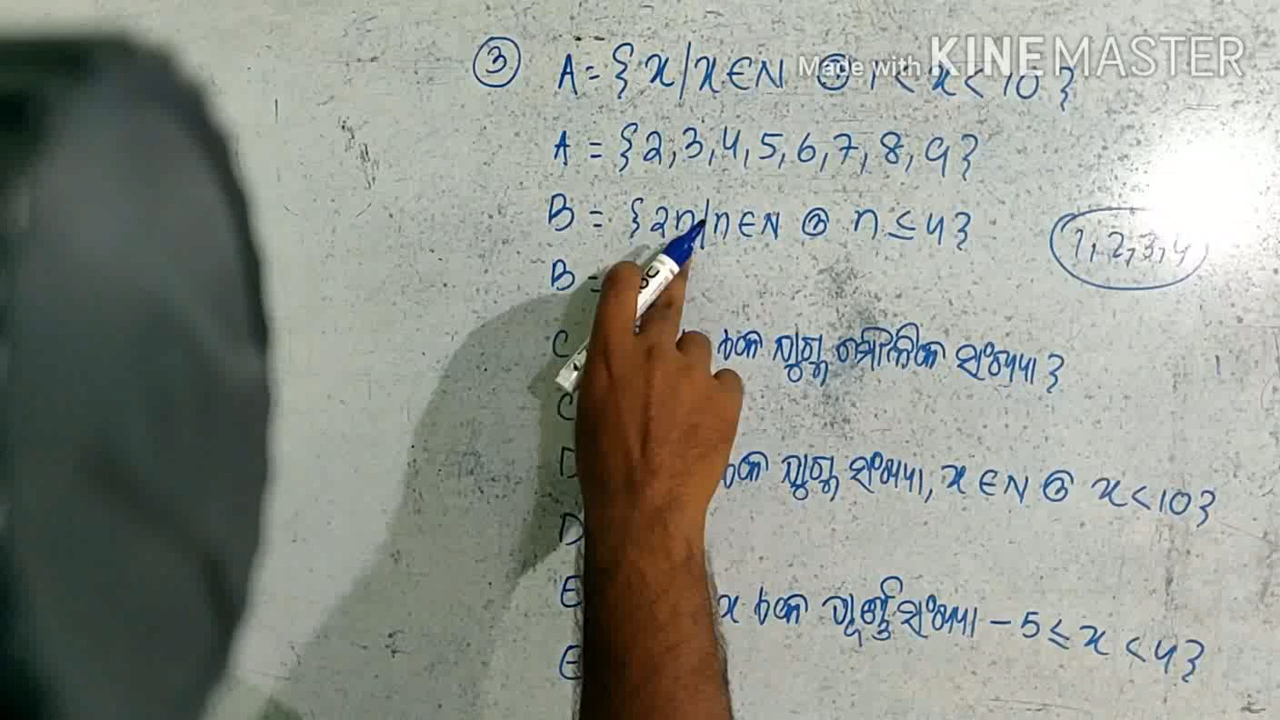 Made with KINEMASTER
③ A = {x/x∈N ଓ 1 < x < 10}
A = {2,3,4,5,6,7,8,9}
B = {2n/n∈N ଓ n ≤ 4}
1,2,3,4
B =
C ଏକ ଯୁଗ୍ମ ମୌଳିକ ସଂଖ୍ୟା}
C
D ଏକ ଯୁଗ୍ମ ସଂଖ୍ୟା, x∈N ଓ x<10}
D
E x ଏକ ପୂର୍ଣ୍ଣସଂଖ୍ୟା -5 ≤ x < 4}
E